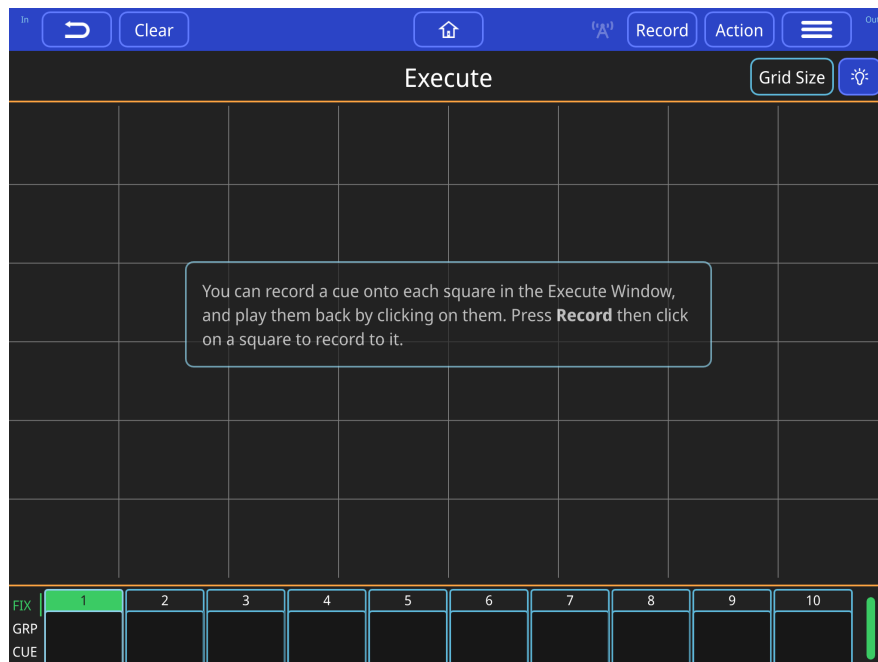 In
Clear
Record
Action
Execute
Grid Size
You can record a cue onto each square in the Execute Window,
and play them back by clicking on them. Press Record then click
on a square to record to it.
FIX
1 2 3 4 5 6 7 8 9 10
GRP
CUE